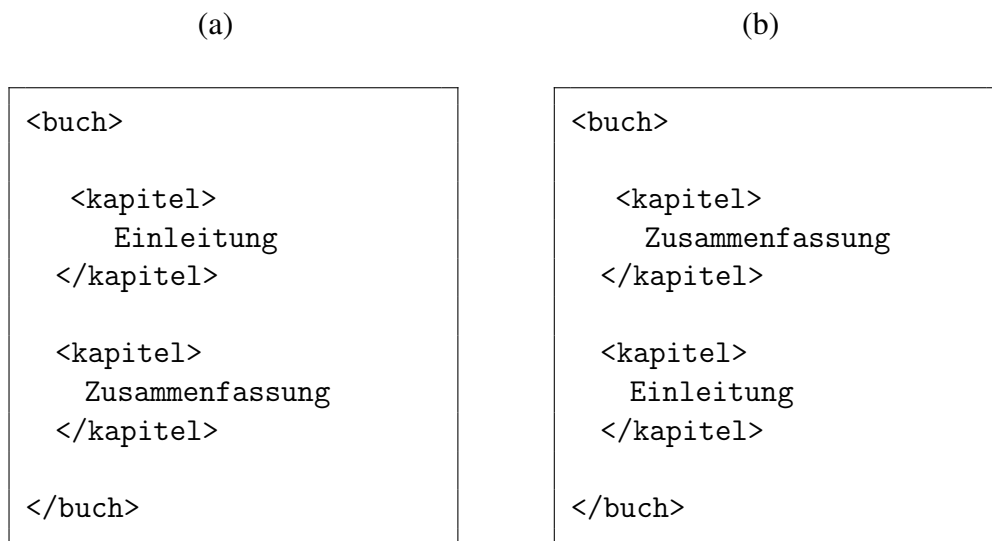 (a)
<buch>
<kapitel>
Einleitung
</kapitel>
<kapitel>
Zusammenfassung
</kapitel>
</buch>
(b)
<buch>
<kapitel>
Zusammenfassung
</kapitel>
<kapitel>
Einleitung
</kapitel>
</buch>